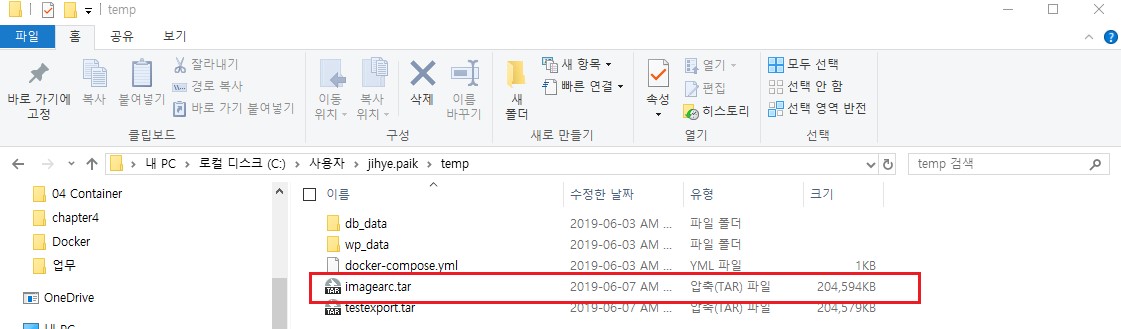 temp
파일 홈 공유 보기
바로 가기에
고정
복사
붙여넣기
잘라내기
경로 복사
바로 가기 붙여넣기
클립보드
이동
위치
복사
위치
삭제
이름
바꾸기
구성
새
폴더
새 항목
빠른 연결
새로 만들기
속성
열기
편집
히스토리
열기
모두 선택
선택 안 함
선택 영역 반전
선택
내 PC > 로컬 디스크 (C:) > 사용자 > jihye.paik > temp
temp 검색
04 Container
chapter4
Docker
업무
OneDrive
내 PC
이름 수정한 날짜 유형 크기
db_data 2019-06-03 AM ... 파일 폴더
wp_data 2019-06-03 AM ... 파일 폴더
docker-compose.yml 2019-06-03 AM ... YML 파일 1KB
TAR imagearc.tar 2019-06-07 AM ... 압축(TAR) 파일 204,594KB
TAR testexport.tar 2019-06-07 AM ... 압축(TAR) 파일 204,579KB